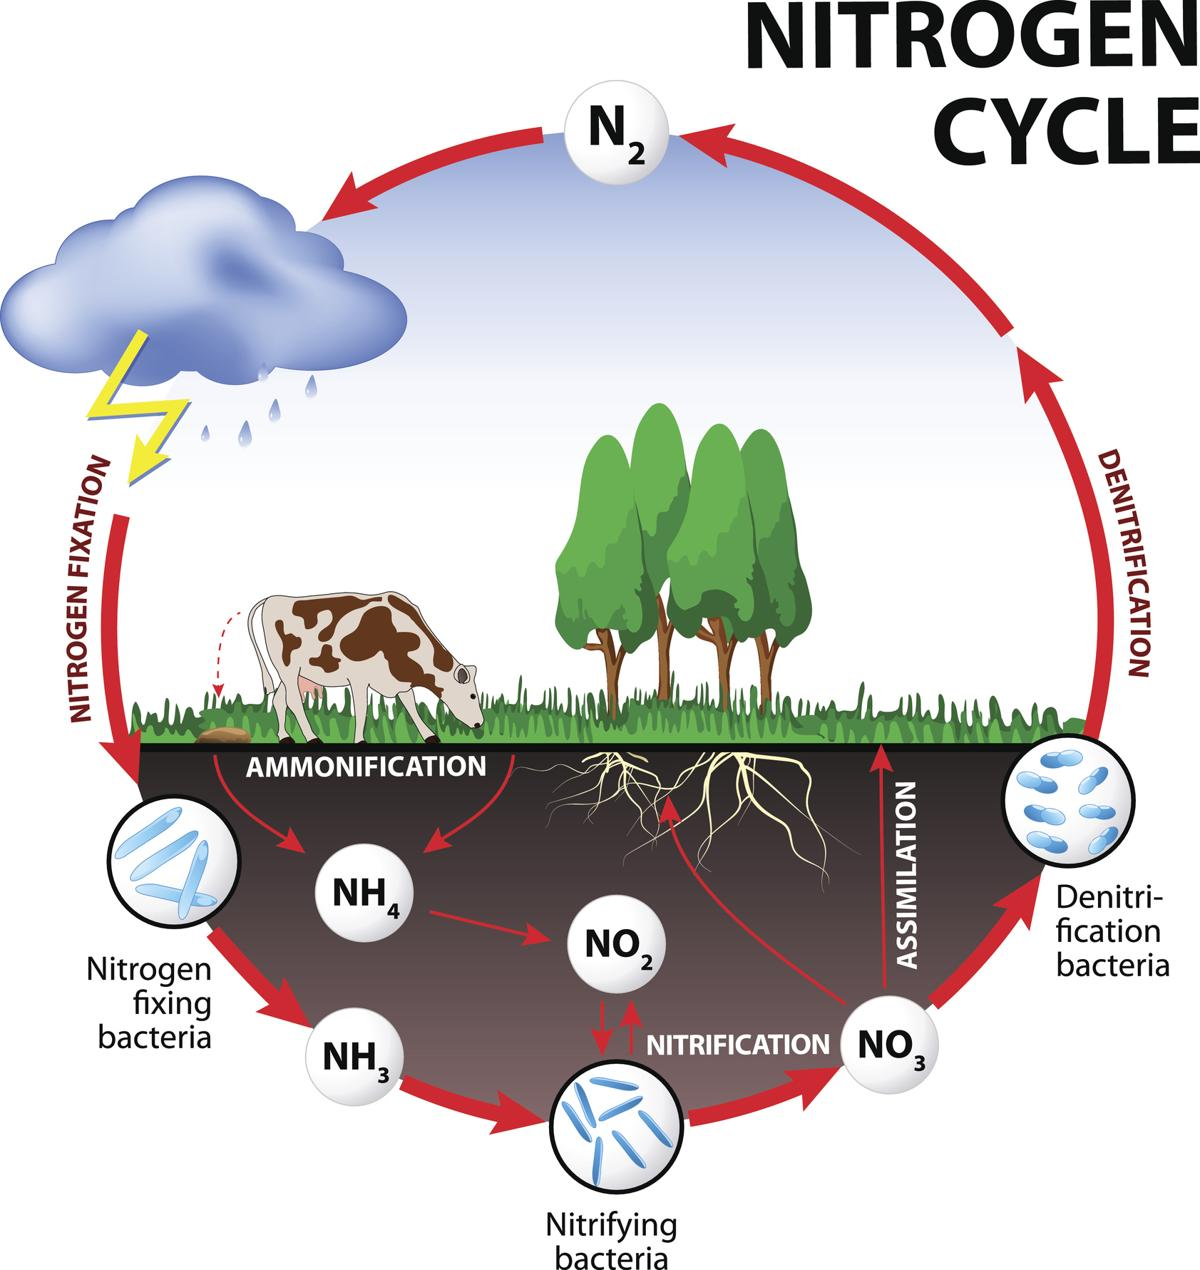 NITROGEN
CYCLE
N2
NITROGEN FIXATION
DENITRIFICATION
AMMONIFICATION
ASSIMILATION
NH4
NO2
Denitri-
fication
bacteria
Nitrogen
fixing
bacteria
NH3
NITRIFICATION
NO3
Nitrifying
bacteria